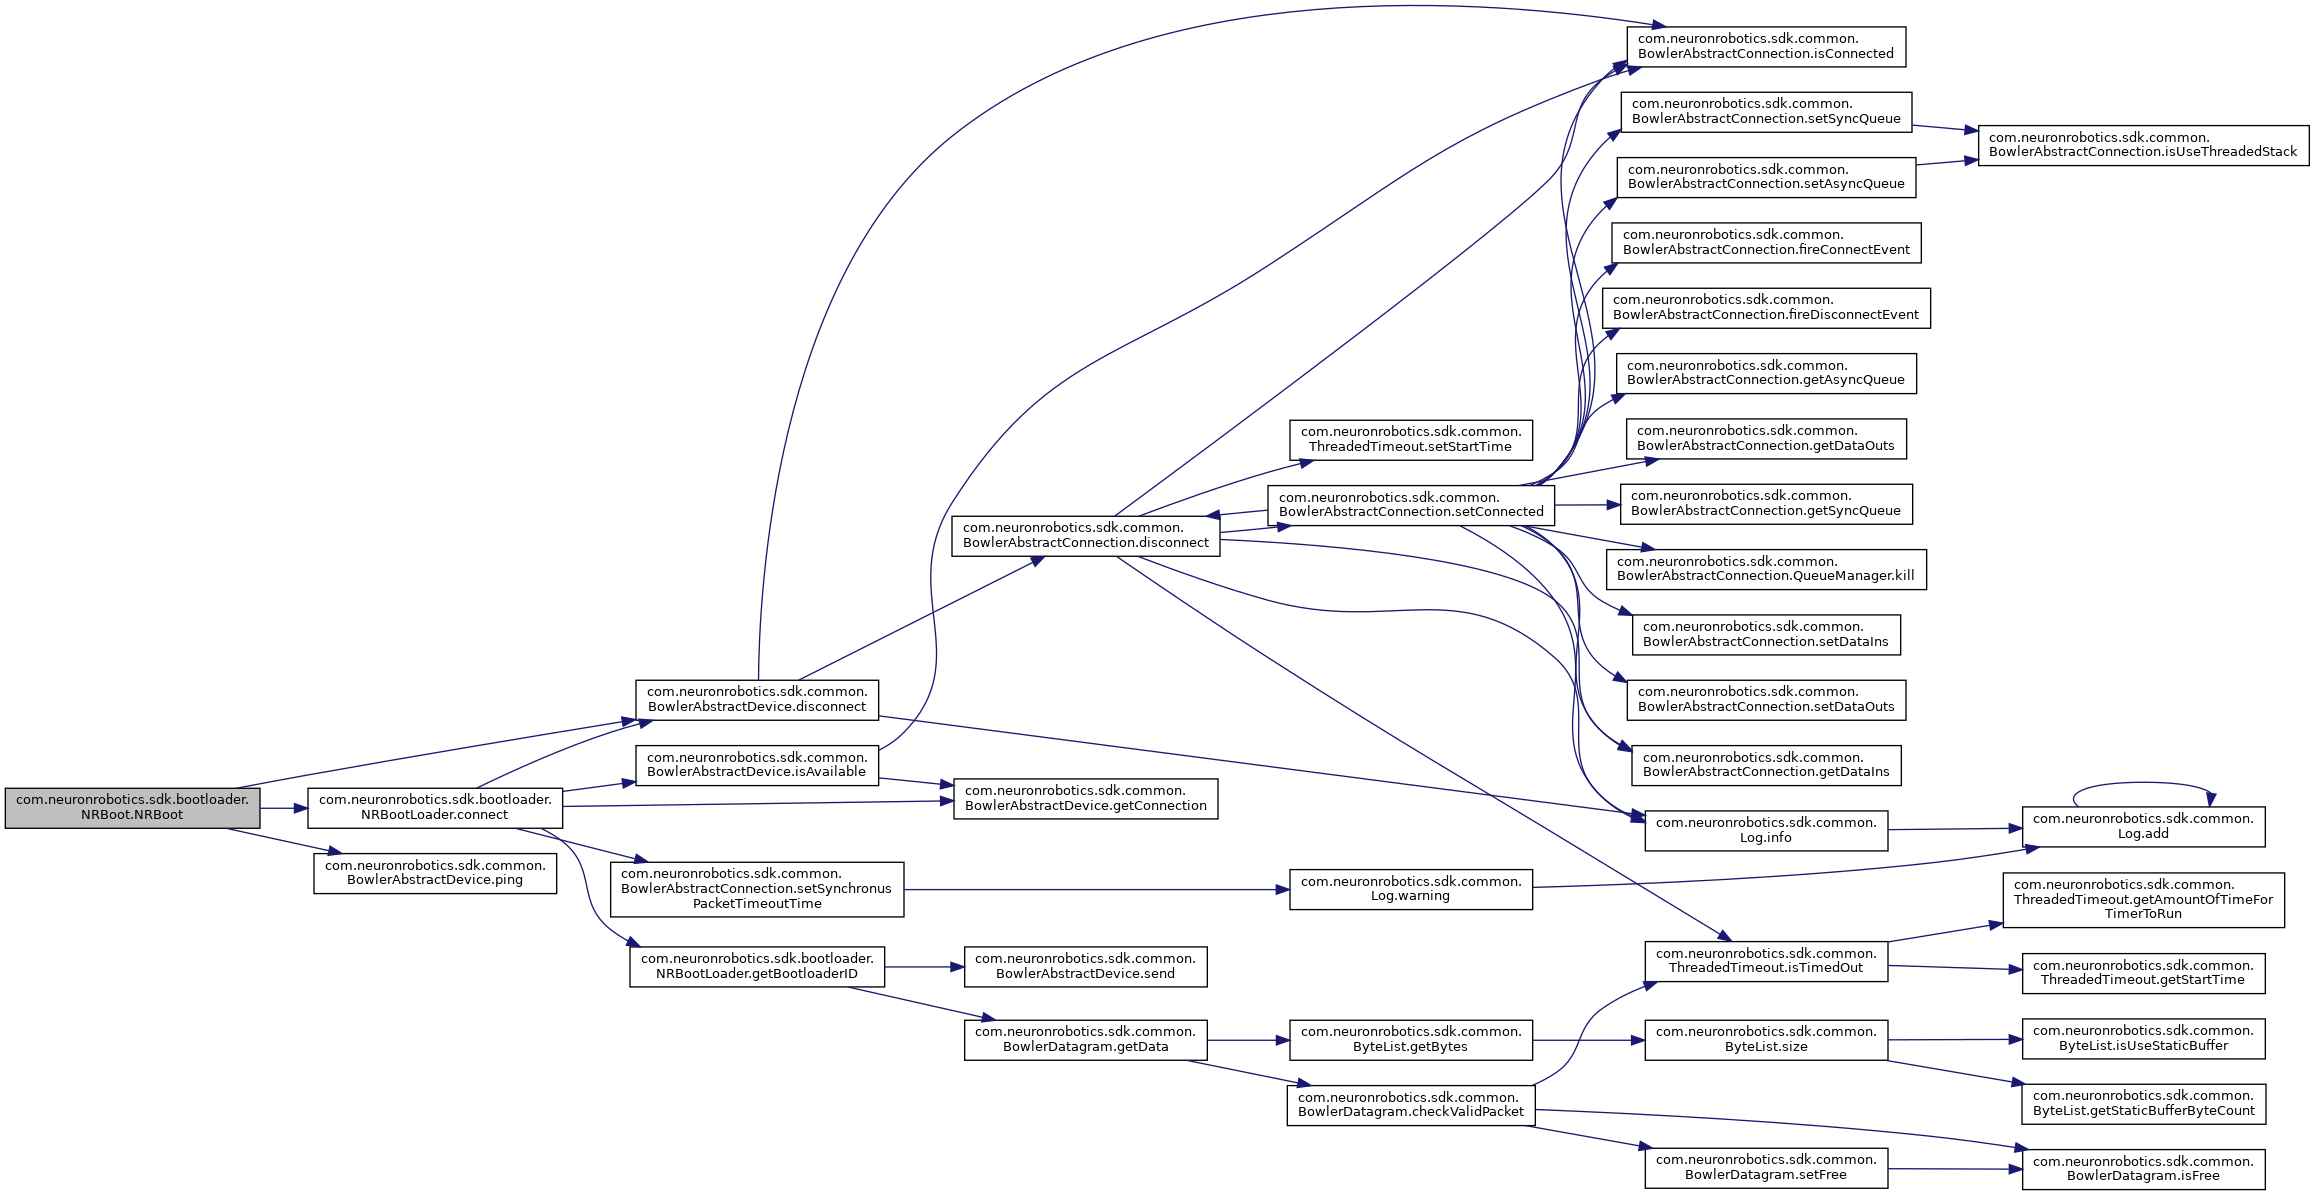 com.neuronrobotics.sdk.bootloader.
NRBoot.NRBoot
com.neuronrobotics.sdk.bootloader.
NRBootLoader.connect
com.neuronrobotics.sdk.common.
BowlerAbstractDevice.ping
com.neuronrobotics.sdk.common.
BowlerAbstractDevice.disconnect
com.neuronrobotics.sdk.common.
BowlerAbstractDevice.isAvailable
com.neuronrobotics.sdk.common.
BowlerAbstractConnection.setSynchronus
PacketTimeoutTime
com.neuronrobotics.sdk.bootloader.
NRBootLoader.getBootloaderID
com.neuronrobotics.sdk.common.
BowlerAbstractConnection.disconnect
com.neuronrobotics.sdk.common.
BowlerAbstractDevice.getConnection
com.neuronrobotics.sdk.common.
BowlerAbstractDevice.send
com.neuronrobotics.sdk.common.
BowlerDatagram.getData
com.neuronrobotics.sdk.common.
ThreadedTimeout.setStartTime
com.neuronrobotics.sdk.common.
BowlerAbstractConnection.setConnected
com.neuronrobotics.sdk.common.
Log.warning
com.neuronrobotics.sdk.common.
ByteList.getBytes
com.neuronrobotics.sdk.common.
BowlerDatagram.checkValidPacket
com.neuronrobotics.sdk.common.
BowlerAbstractConnection.isConnected
com.neuronrobotics.sdk.common.
BowlerAbstractConnection.setSyncQueue
com.neuronrobotics.sdk.common.
BowlerAbstractConnection.setAsyncQueue
com.neuronrobotics.sdk.common.
BowlerAbstractConnection.fireConnectEvent
com.neuronrobotics.sdk.common.
BowlerAbstractConnection.fireDisconnectEvent
com.neuronrobotics.sdk.common.
BowlerAbstractConnection.getAsyncQueue
com.neuronrobotics.sdk.common.
BowlerAbstractConnection.getDataOuts
com.neuronrobotics.sdk.common.
BowlerAbstractConnection.getSyncQueue
com.neuronrobotics.sdk.common.
BowlerAbstractConnection.QueueManager.kill
com.neuronrobotics.sdk.common.
BowlerAbstractConnection.setDataIns
com.neuronrobotics.sdk.common.
BowlerAbstractConnection.setDataOuts
com.neuronrobotics.sdk.common.
BowlerAbstractConnection.getDataIns
com.neuronrobotics.sdk.common.
Log.info
com.neuronrobotics.sdk.common.
ThreadedTimeout.isTimedOut
com.neuronrobotics.sdk.common.
ByteList.size
com.neuronrobotics.sdk.common.
BowlerDatagram.setFree
com.neuronrobotics.sdk.common.
BowlerAbstractConnection.isUseThreadedStack
com.neuronrobotics.sdk.common.
Log.add
com.neuronrobotics.sdk.common.
ThreadedTimeout.getAmountOfTimeFor
TimerToRun
com.neuronrobotics.sdk.common.
ThreadedTimeout.getStartTime
com.neuronrobotics.sdk.common.
ByteList.isUseStaticBuffer
com.neuronrobotics.sdk.common.
ByteList.getStaticBufferByteCount
com.neuronrobotics.sdk.common.
BowlerDatagram.isFree